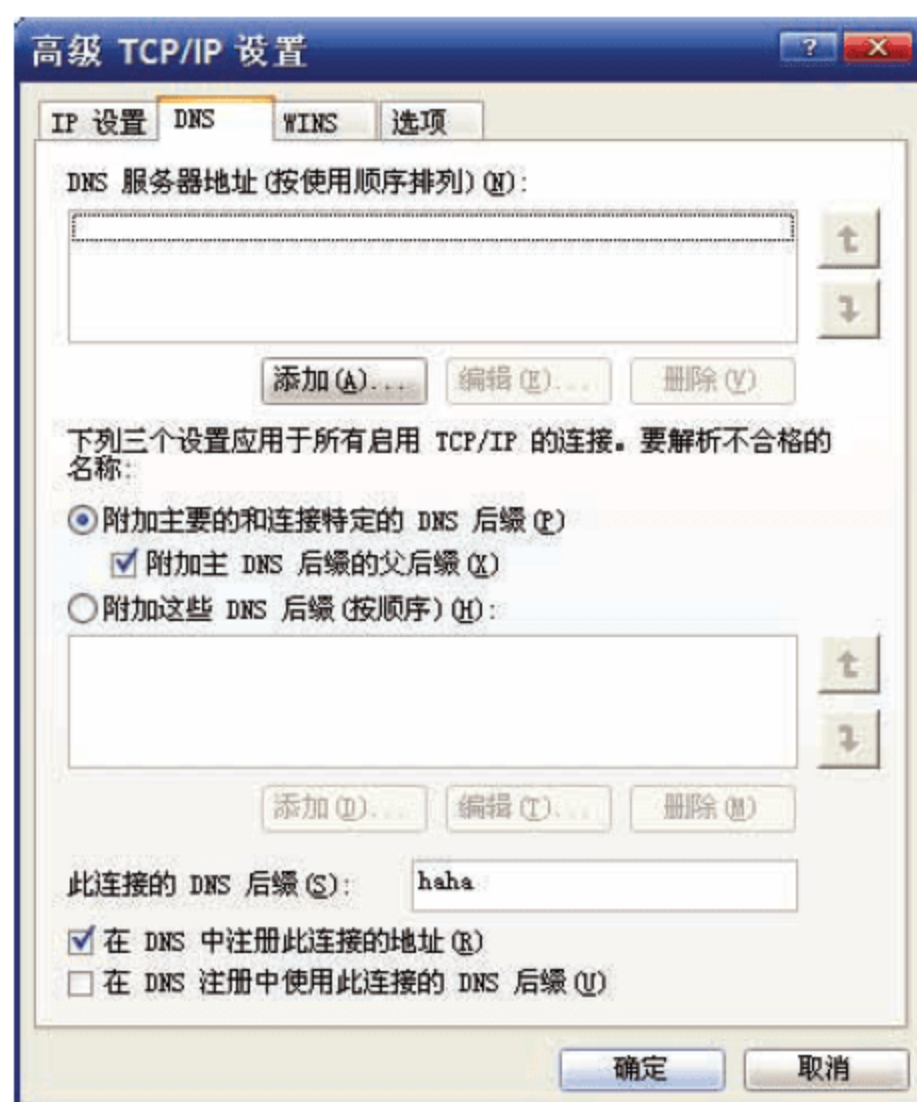 高级 TCP/IP 设置
IP 设置 DNS WINS 选项
DNS 服务器地址(按使用顺序排列)(N):
添加(A)... 编辑(E)... 删除(V)
下列三个设置应用于所有启用 TCP/IP 的连接。要解析不合格的
名称:
附加主要的和连接特定的 DNS 后缀(P)
附加主 DNS 后缀的父后缀(X)
附加这些 DNS 后缀(按顺序)(H):
添加(D)... 编辑(T)... 删除(M)
此连接的 DNS 后缀(S): haha
在 DNS 中注册此连接的地址(R)
在 DNS 注册中使用此连接的 DNS 后缀(U)
确定 取消